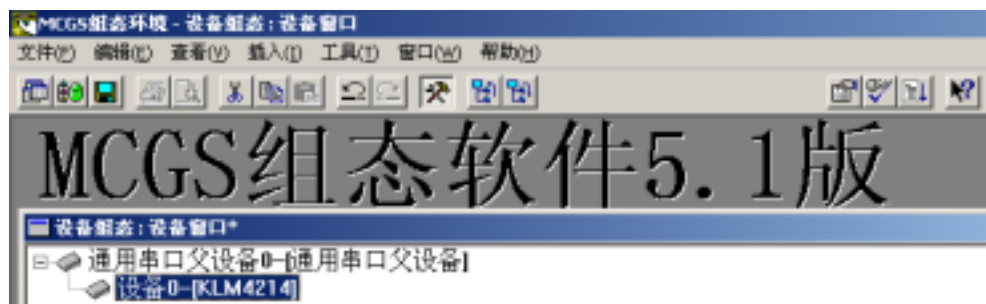 MCGS组态环境 - 设备组态：设备窗口
文件(F) 编辑(E) 查看(V) 插入(I) 工具(T) 窗口(W) 帮助(H)
MCGS组态软件5.1版
设备组态：设备窗口*
通用串口父设备0-[通用串口父设备]
设备0-[KLM4214]